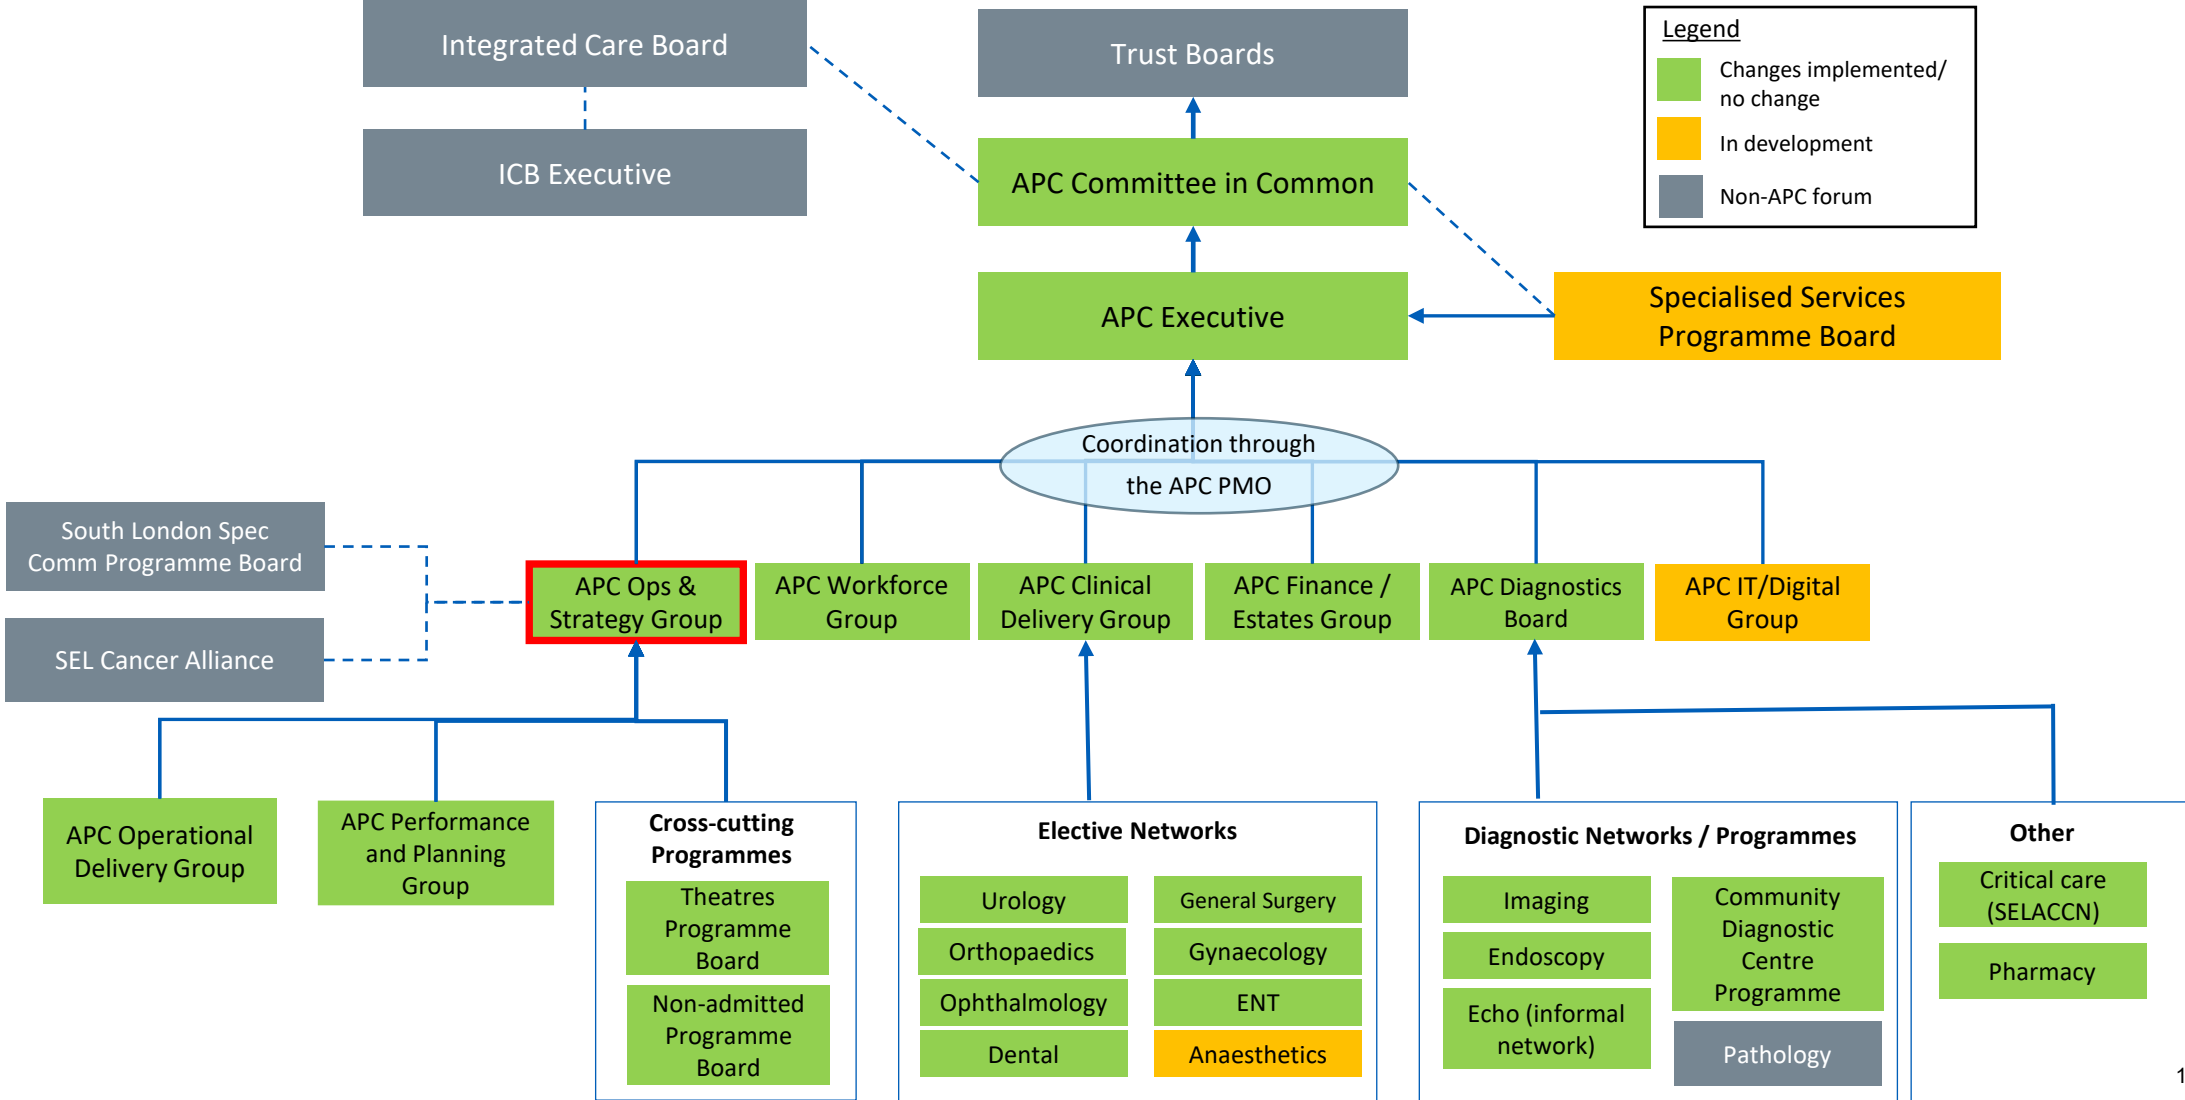 Integrated Care Board
Trust Boards
Legend
Changes implemented/
no change
In development
Non-APC forum
ICB Executive
APC Committee in Common
APC Executive
Specialised Services
Programme Board
Coordination through
the APC PMO
South London Spec
Comm Programme Board
SEL Cancer Alliance
APC Ops &
Strategy Group
APC Workforce
Group
APC Clinical
Delivery Group
APC Finance /
Estates Group
APC Diagnostics
Board
APC IT/Digital
Group
APC Operational
Delivery Group
APC Performance
and Planning
Group
Cross-cutting
Programmes
Theatres
Programme
Board
Non-admitted
Programme
Board
Elective Networks
Urology
General Surgery
Orthopaedics
Gynaecology
Ophthalmology
ENT
Dental
Anaesthetics
Diagnostic Networks / Programmes
Imaging
Endoscopy
Echo (informal
network)
Community
Diagnostic
Centre
Programme
Pathology
Other
Critical care
(SELACCN)
Pharmacy
1